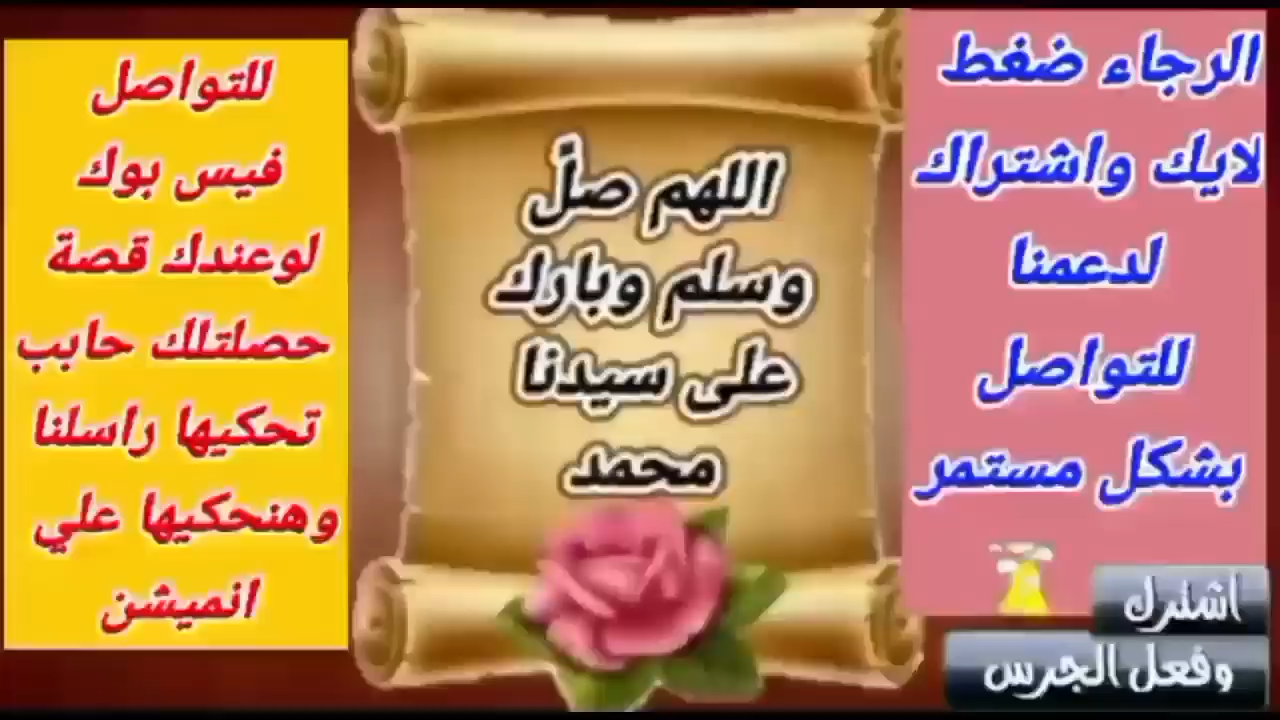 الرجاء ضغط
لايك واشتراك
لدعمنا
للتواصل
بشكل مستمر
اشترك
وفعل الجرس
اللهم صلً
وسلم وبارك
على سيدنا
محمد
للتواصل
فيس بوك
لوعندك قصة
حصلتلك حابب
تحكيها راسلنا
وهنحكيها علي
انميشن